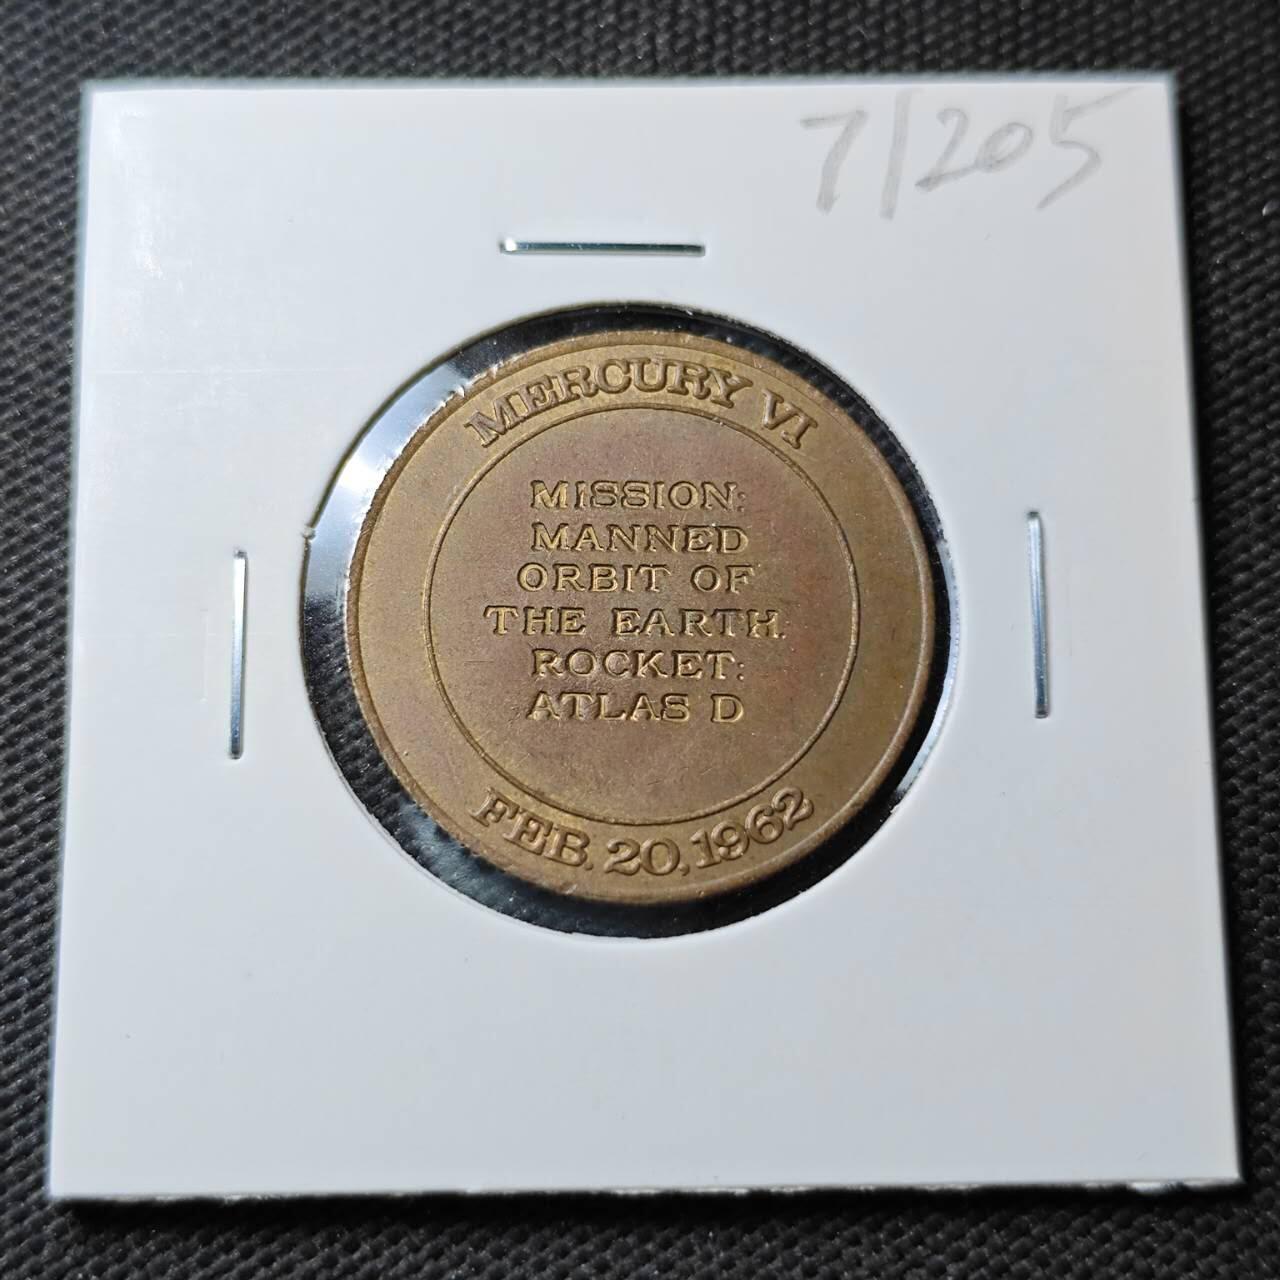 7/205
MERCURY VI
MISSION:
MANNED
ORBIT OF
THE EARTH.
ROCKET:
ATLAS D
FEB. 20, 1962